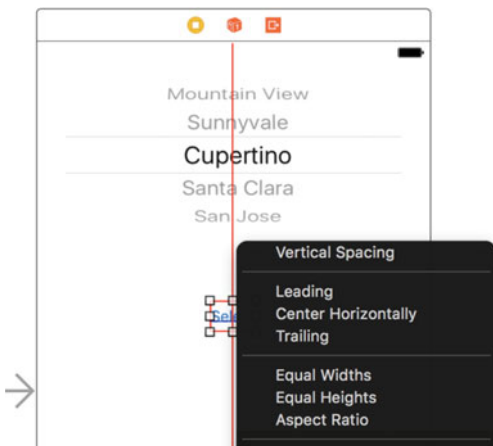 Mountain View
Sunnyvale
Cupertino
Santa Clara
San Jose
Vertical Spacing
Leading
Center Horizontally
Trailing
Equal Widths
Equal Heights
Aspect Ratio